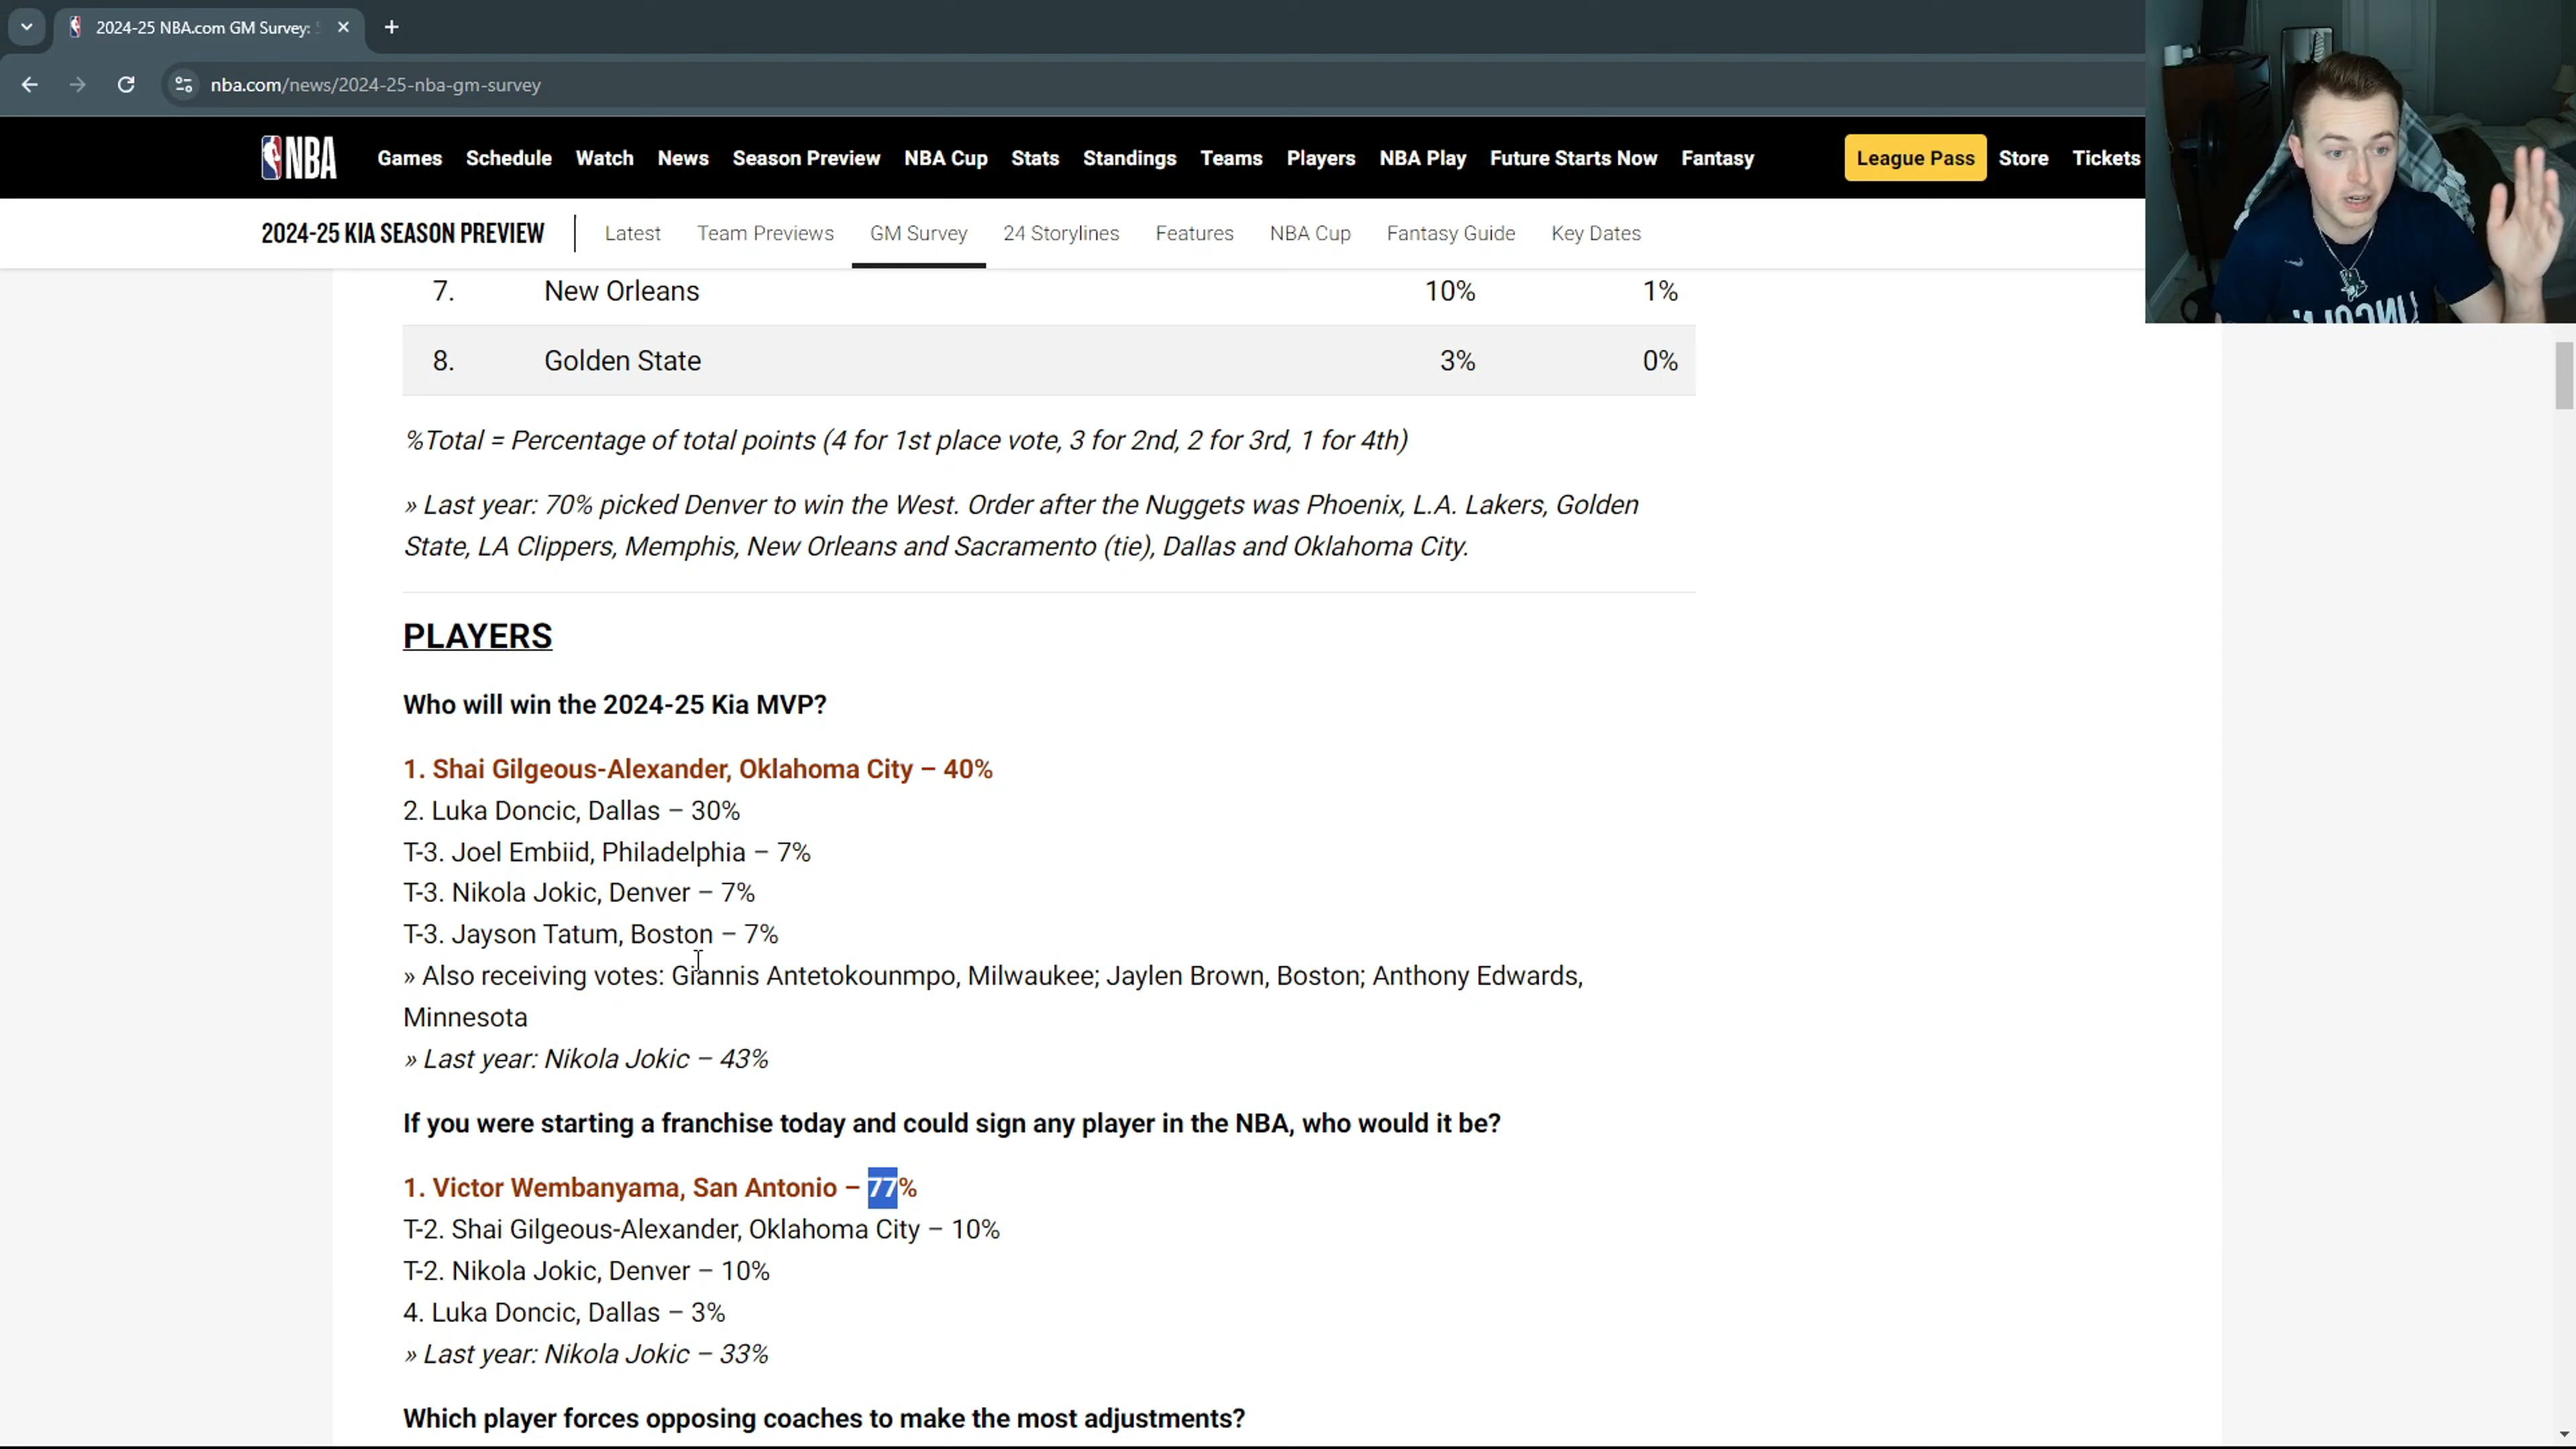 2024-25 NBA.com GM Survey:
nba.com/news/2024-25-nba-gm-survey
NBA Games Schedule Watch News Season Preview NBA Cup Stats Standings Teams Players NBA Play Future Starts Now Fantasy League Pass Store Tickets
2024-25 KIA SEASON PREVIEW Latest Team Previews GM Survey 24 Storylines Features NBA Cup Fantasy Guide Key Dates
7. New Orleans 10% 1%
8. Golden State 3% 0%
%Total = Percentage of total points (4 for 1st place vote, 3 for 2nd, 2 for 3rd, 1 for 4th)
» Last year: 70% picked Denver to win the West. Order after the Nuggets was Phoenix, L.A. Lakers, Golden
State, LA Clippers, Memphis, New Orleans and Sacramento (tie), Dallas and Oklahoma City.
PLAYERS
Who will win the 2024-25 Kia MVP?
1. Shai Gilgeous-Alexander, Oklahoma City – 40%
2. Luka Doncic, Dallas – 30%
T-3. Joel Embiid, Philadelphia – 7%
T-3. Nikola Jokic, Denver – 7%
T-3. Jayson Tatum, Boston – 7%
» Also receiving votes: Giannis Antetokounmpo, Milwaukee; Jaylen Brown, Boston; Anthony Edwards,
Minnesota
» Last year: Nikola Jokic – 43%
If you were starting a franchise today and could sign any player in the NBA, who would it be?
1. Victor Wembanyama, San Antonio – 77%
T-2. Shai Gilgeous-Alexander, Oklahoma City – 10%
T-2. Nikola Jokic, Denver – 10%
4. Luka Doncic, Dallas – 3%
» Last year: Nikola Jokic – 33%
Which player forces opposing coaches to make the most adjustments?